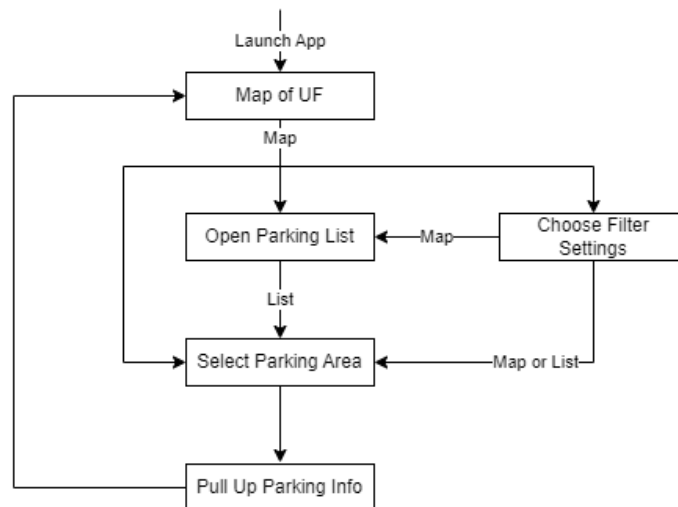 Launch App
Map of UF
Map
Open Parking List
Map
Choose Filter
Settings
List
Select Parking Area
Map or List
Pull Up Parking Info